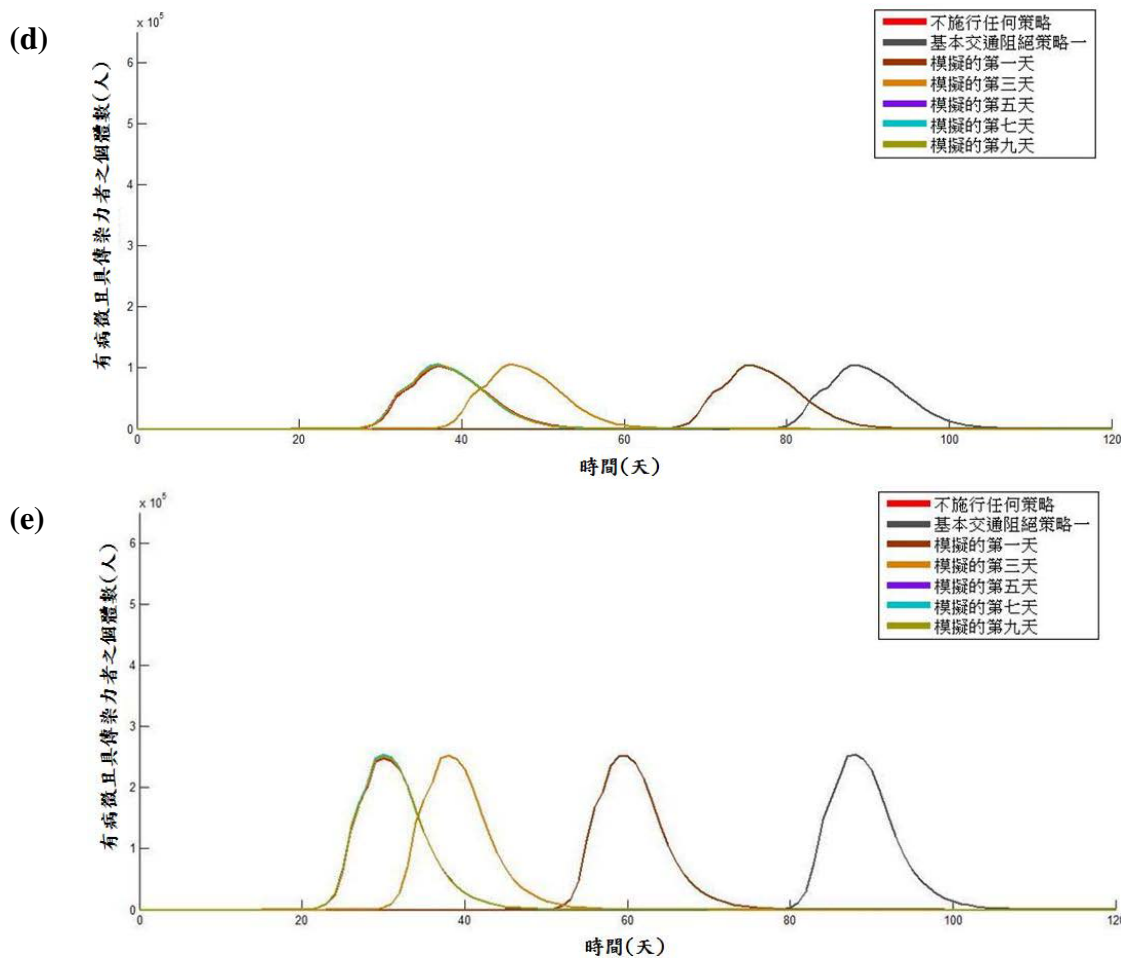 (d)
x 10⁵
有病徵且具傳染力者之個體數(人)
6
5
4
3
2
1
0
0 20 40 60 80 100 120
時間(天)
不施行任何策略
基本交通阻絕策略一
模擬的第一天
模擬的第三天
模擬的第五天
模擬的第七天
模擬的第九天
(e)
x 10⁵
有病徵且具傳染力者之個體數(人)
6
5
4
3
2
1
0
0 20 40 60 80 100 120
時間(天)
不施行任何策略
基本交通阻絕策略一
模擬的第一天
模擬的第三天
模擬的第五天
模擬的第七天
模擬的第九天